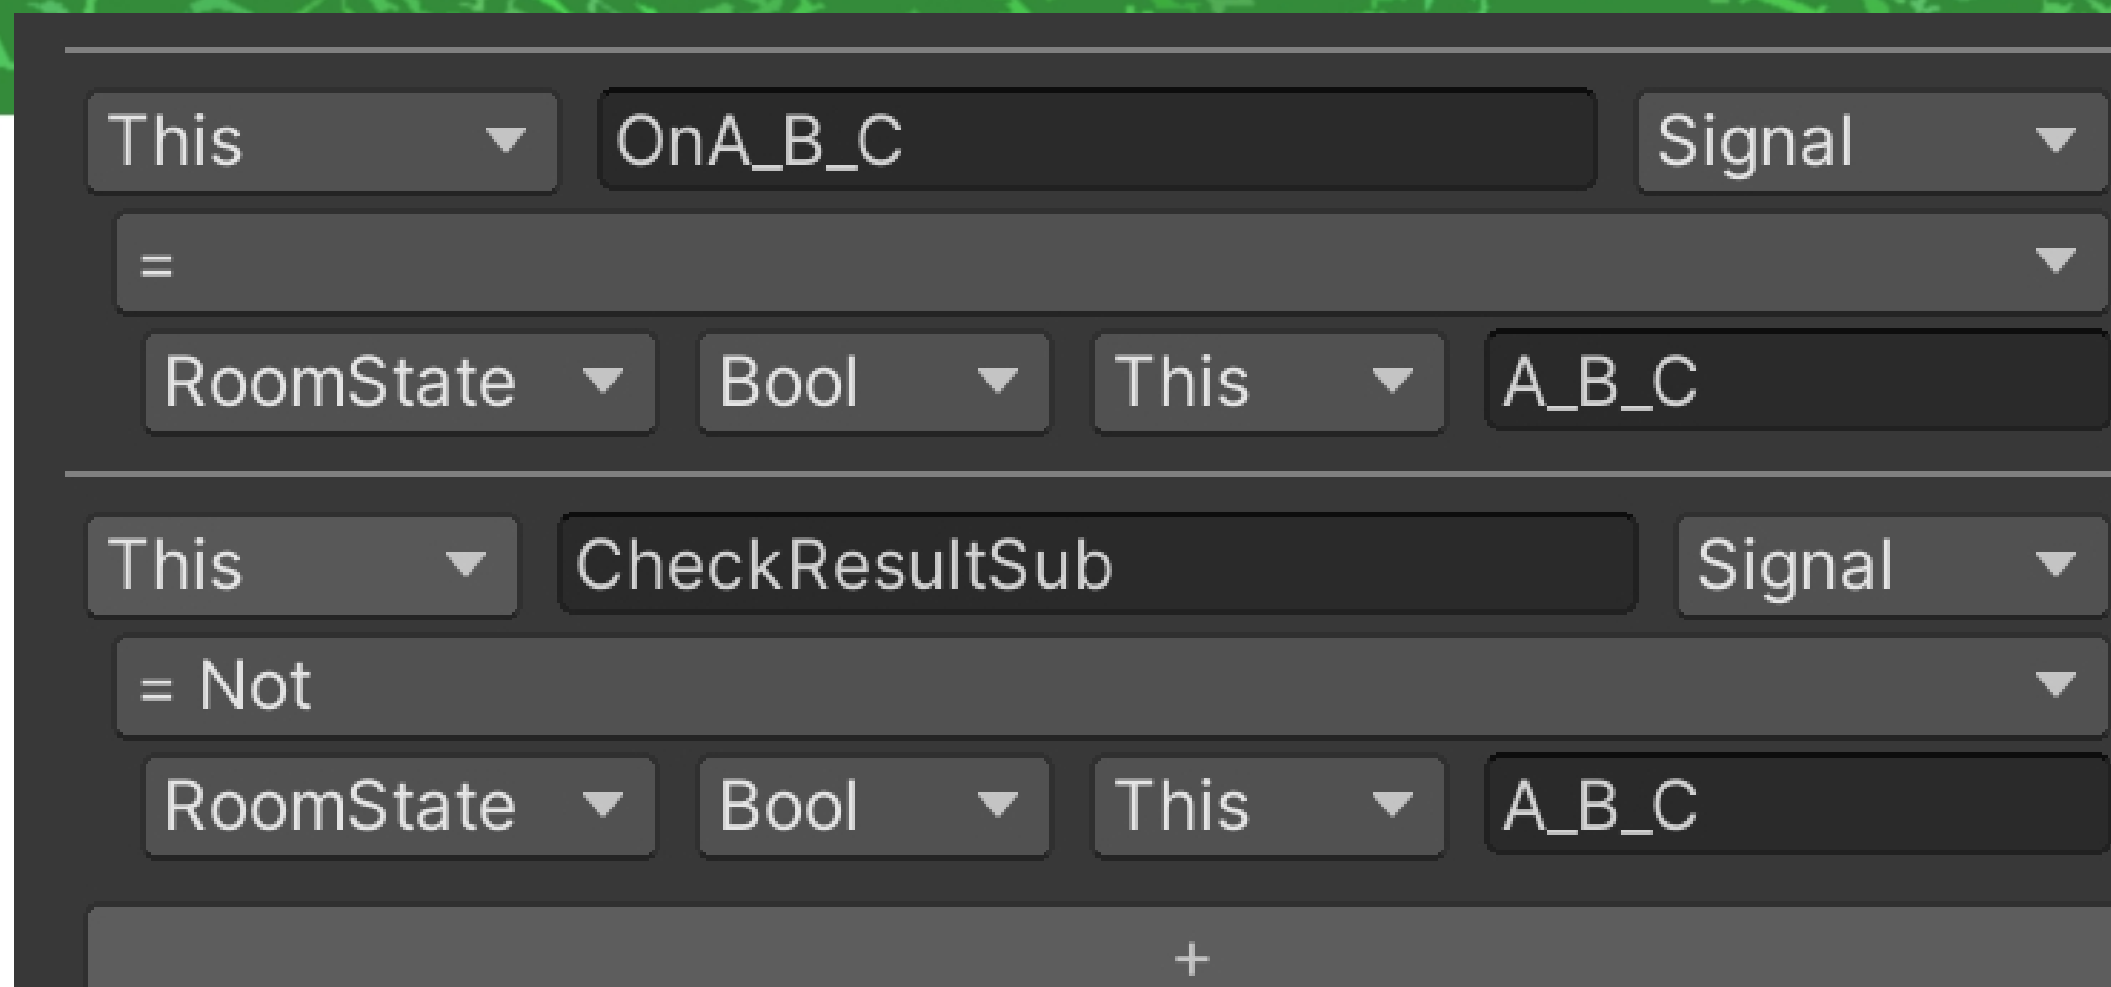 This OnA_B_C Signal
=
RoomState Bool This A_B_C
This CheckResultSub Signal
= Not
RoomState Bool This A_B_C
+